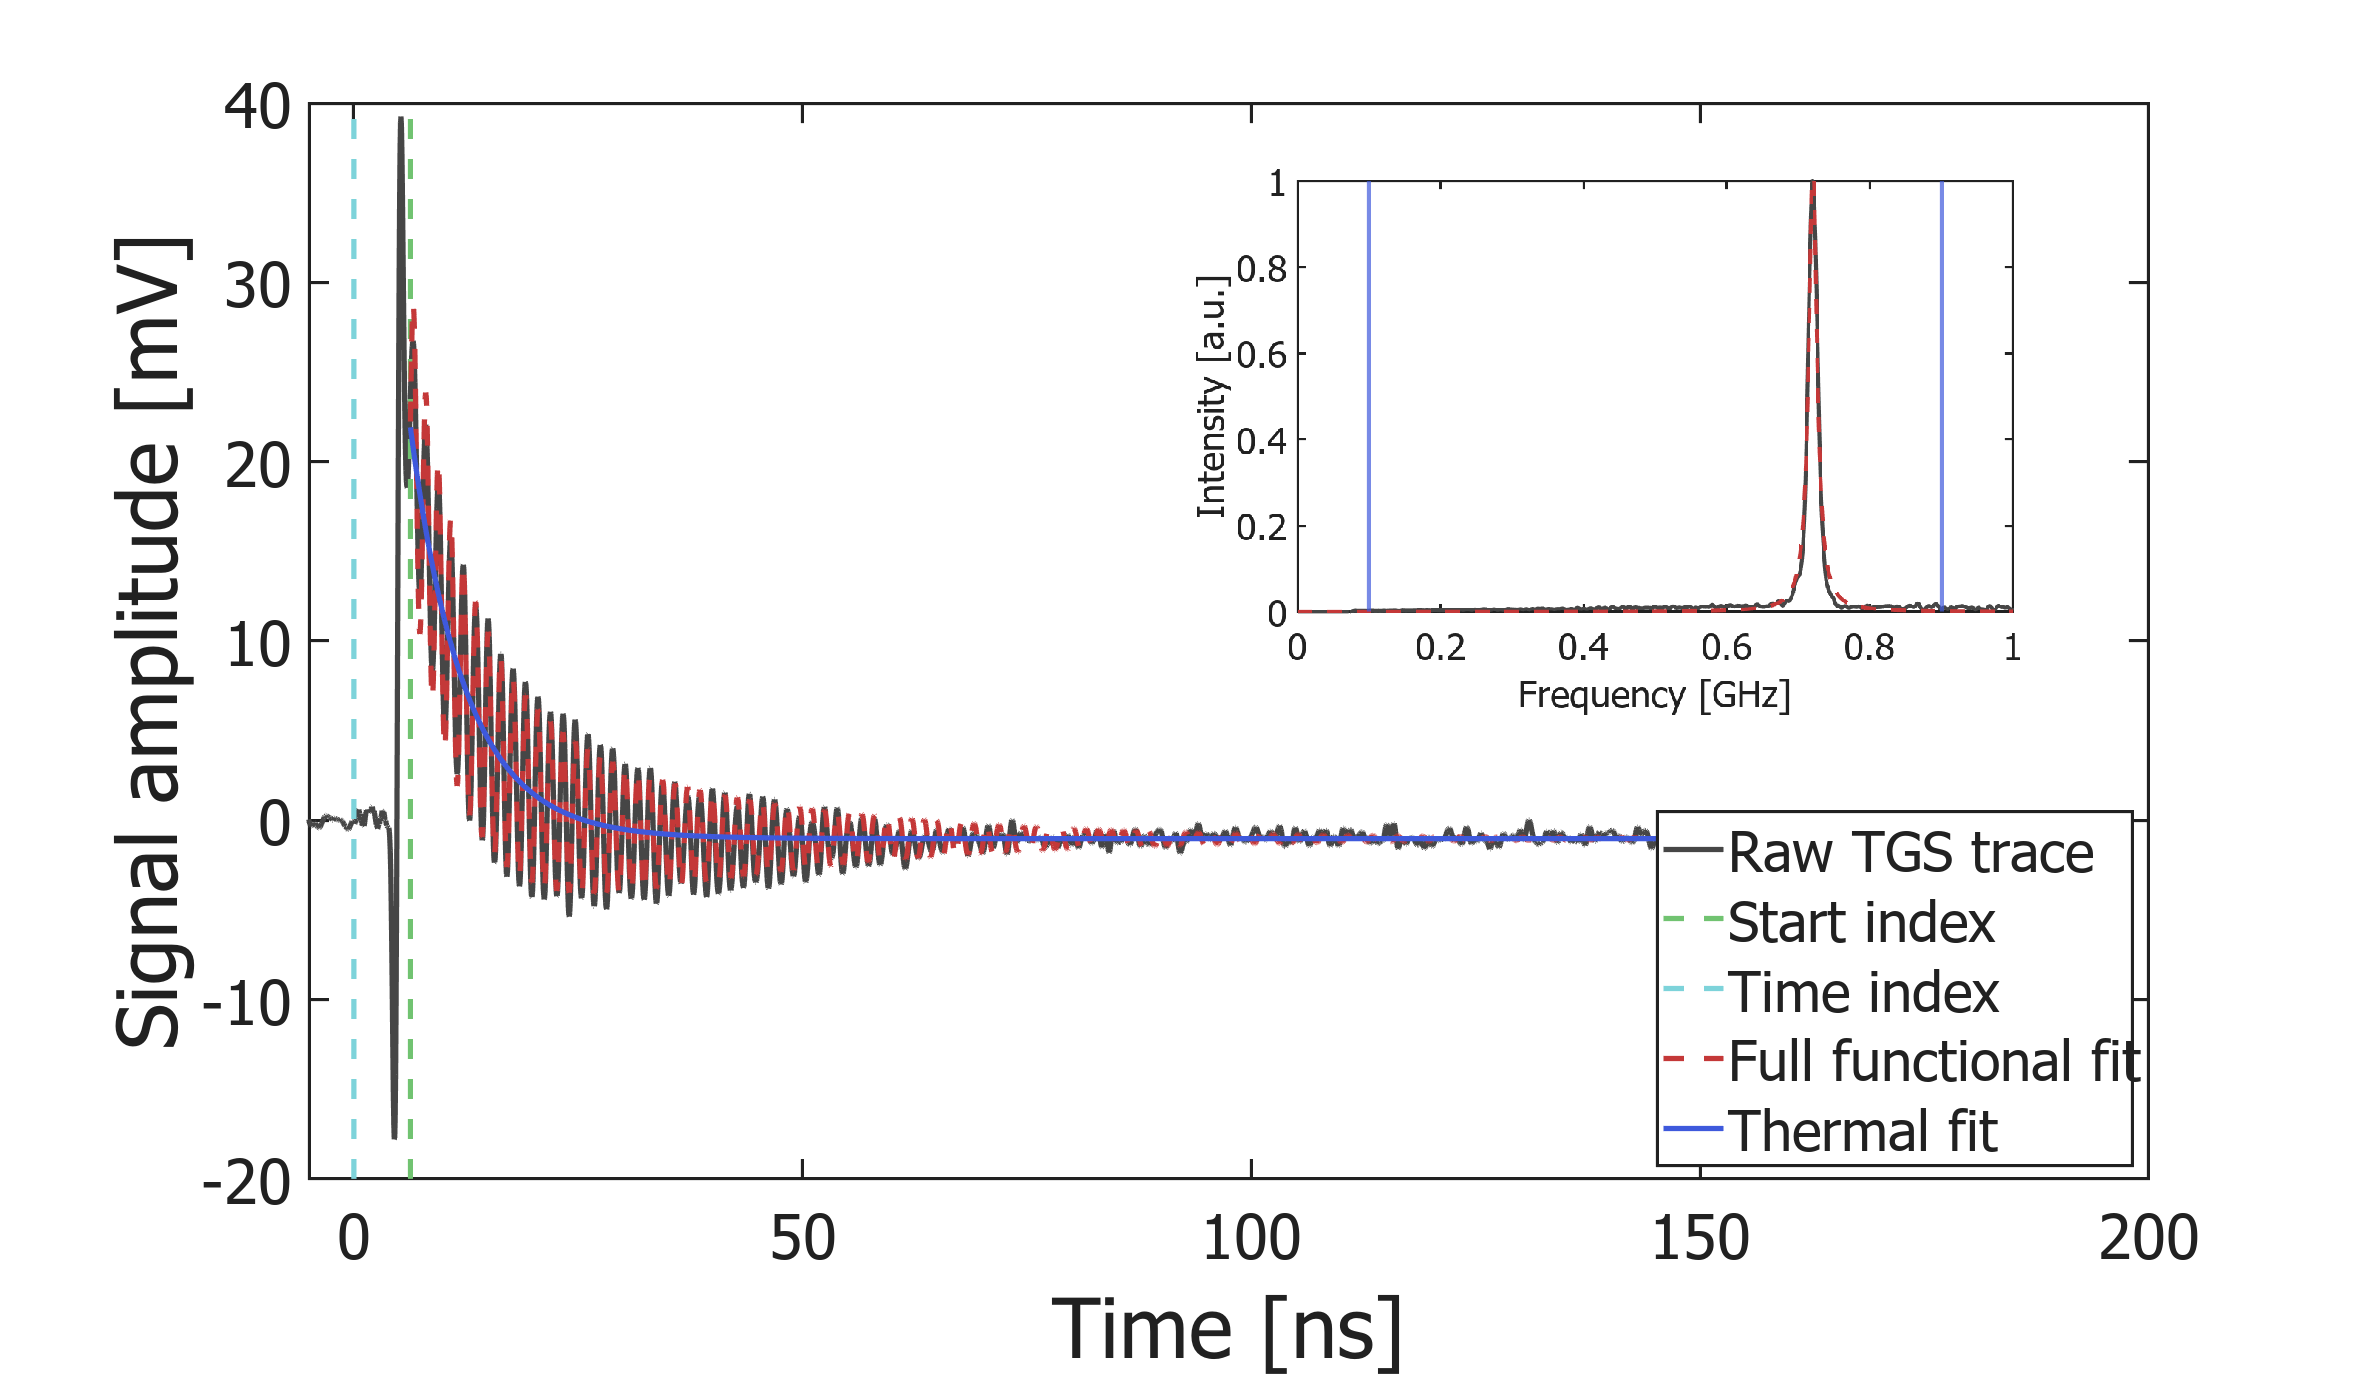 Signal amplitude [mV]
40
30
20
10
0
-10
-20
0
50
100
150
200
Time [ns]
Intensity [a.u.]
1
0.8
0.6
0.4
0.2
0
0
0.2
0.4
0.6
0.8
1
Frequency [GHz]
Raw TGS trace
Start index
Time index
Full functional fit
Thermal fit